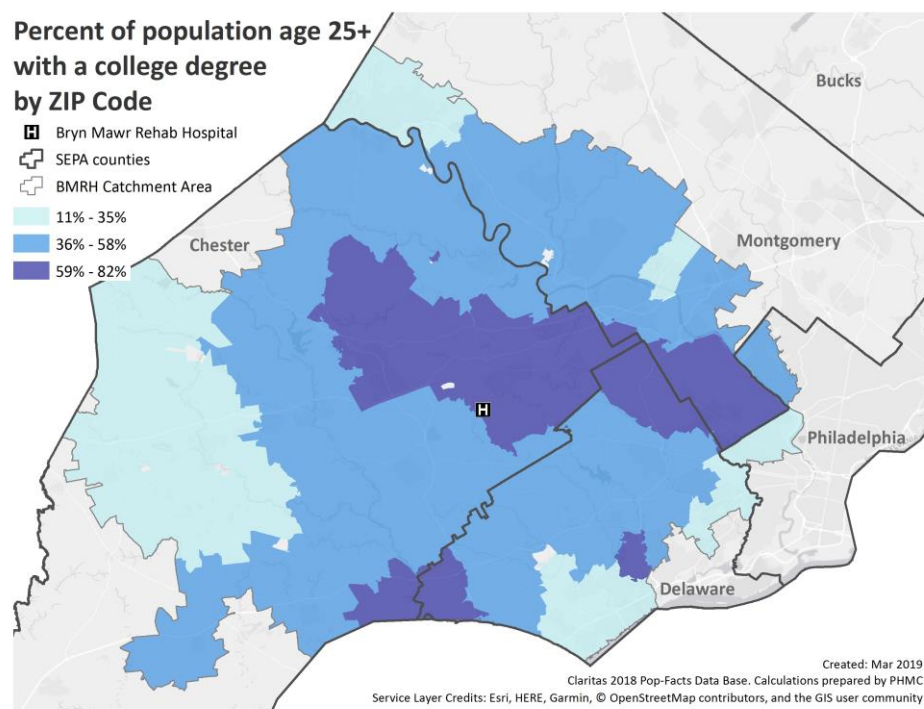 Percent of population age 25+
with a college degree
by ZIP Code
H Bryn Mawr Rehab Hospital
SEPA counties
BMRH Catchment Area
11% - 35%
36% - 58%
59% - 82%
Bucks
Chester
Montgomery
H
Philadelphia
Delaware
Created: Mar 2019
Claritas 2018 Pop-Facts Data Base. Calculations prepared by PHMC
Service Layer Credits: Esri, HERE, Garmin, © OpenStreetMap contributors, and the GIS user community